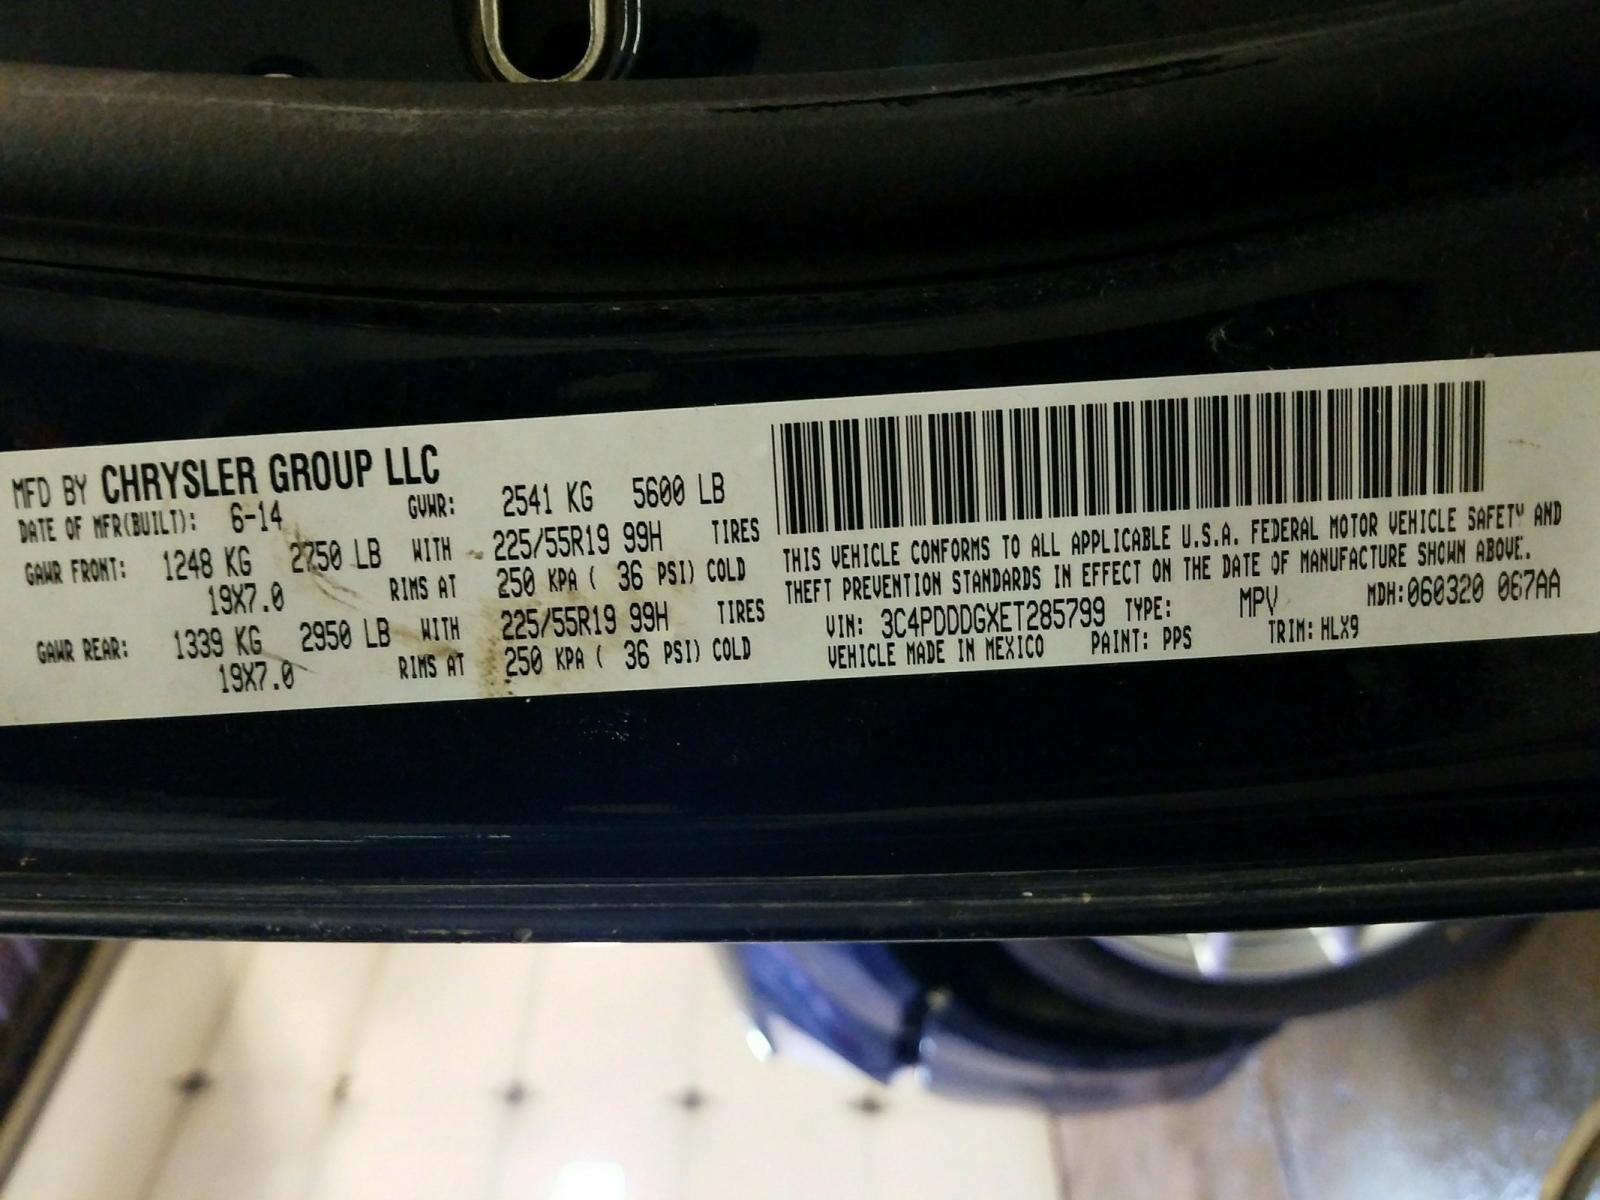 MFD BY CHRYSLER GROUP LLC
DATE OF MFR(BUILT): 6-14 GVWR: 2541 KG 5600 LB
GAWR FRONT: 1248 KG 2750 LB WITH 225/55R19 99H TIRES
19X7.0 RIMS AT 250 KPA ( 36 PSI) COLD
GAWR REAR: 1339 KG 2950 LB WITH 225/55R19 99H TIRES
19X7.0 RIMS AT 250 KPA ( 36 PSI) COLD
THIS VEHICLE CONFORMS TO ALL APPLICABLE U.S.A. FEDERAL MOTOR VEHICLE SAFETY AND
THEFT PREVENTION STANDARDS IN EFFECT ON THE DATE OF MANUFACTURE SHOWN ABOVE.
VIN: 3C4PDDDGXET285799 TYPE: MPV MDH:060320 067AA
VEHICLE MADE IN MEXICO PAINT: PPS TRIM: HLX9